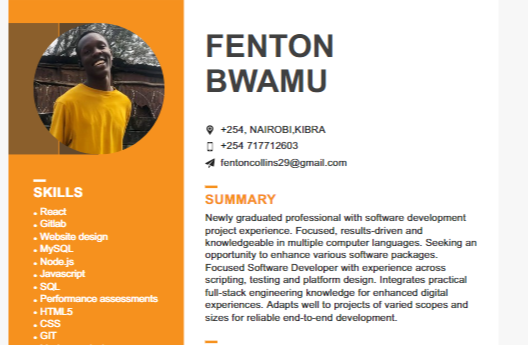 FENTON
BWAMU
+254, NAIROBI,KIBRA
+254 717712603
fentoncollins29@gmail.com
SKILLS
React
Gitlab
Website design
MySQL
Node.js
Javascript
SQL
Performance assessments
HTML5
CSS
GIT
SUMMARY
Newly graduated professional with software development
project experience. Focused, results-driven and
knowledgeable in multiple computer languages. Seeking an
opportunity to enhance various software packages.
Focused Software Developer with experience across
scripting, testing and platform design. Integrates practical
full-stack engineering knowledge for enhanced digital
experiences. Adapts well to projects of varied scopes and
sizes for reliable end-to-end development.